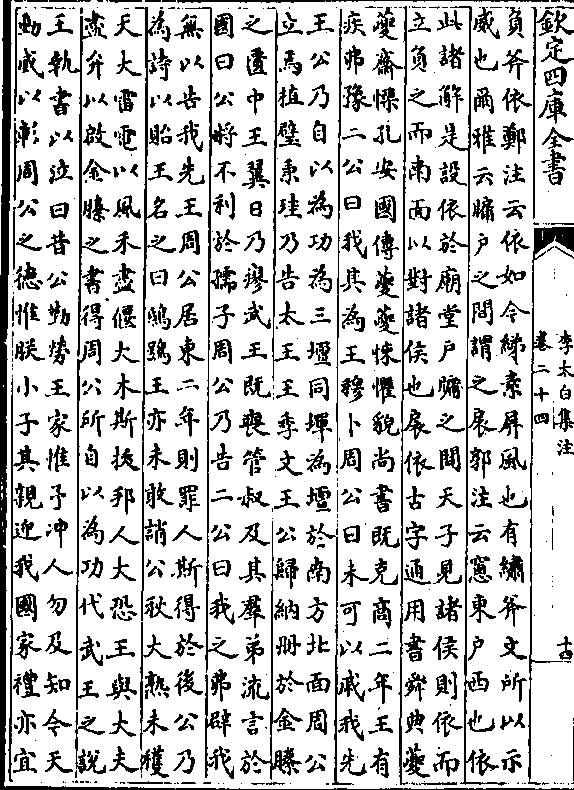 欽定四庫全書
李太白集注
卷二十四
十四
負斧依鄭注云依如今綈素屏風也有繡斧文所以示
威也爾雅云牖戶之間謂之扆郭注云窓東戶西也依
此諸解是設依於廟堂戶牖之間天子見諸侯則依而
立負之而南面以對諸侯也扆依古字通用書舜典夔
夔齋慄孔安國傳夔夔悚懼貌尚書既克商二年王有
疾弗豫二公曰我其為王穆卜周公曰未可以戚我先
王公乃自以為功為三壇同墠為壇於南方北面周公
立焉植璧秉珪乃告太王王季文王公歸納册於金縢
之匱中王翼日乃瘳武王既喪管叔及其羣弟流言於
國曰公將不利於孺子周公乃告二公曰我之弗辟我
無以告我先王周公居東二年則罪人斯得於後公乃
為詩以貽王名之曰鴟鴞王亦未敢誚公秋大熟未穫
天大雷電以風禾盡偃大木斯拔邦人大恐王與大夫
盡弁以啟金縢之書得周公所自以為功代武王之說
王執書以泣曰昔公勤勞王家惟予冲人勿及知今天
動威以彰周公之德惟朕小子其親迎我國家禮亦宜